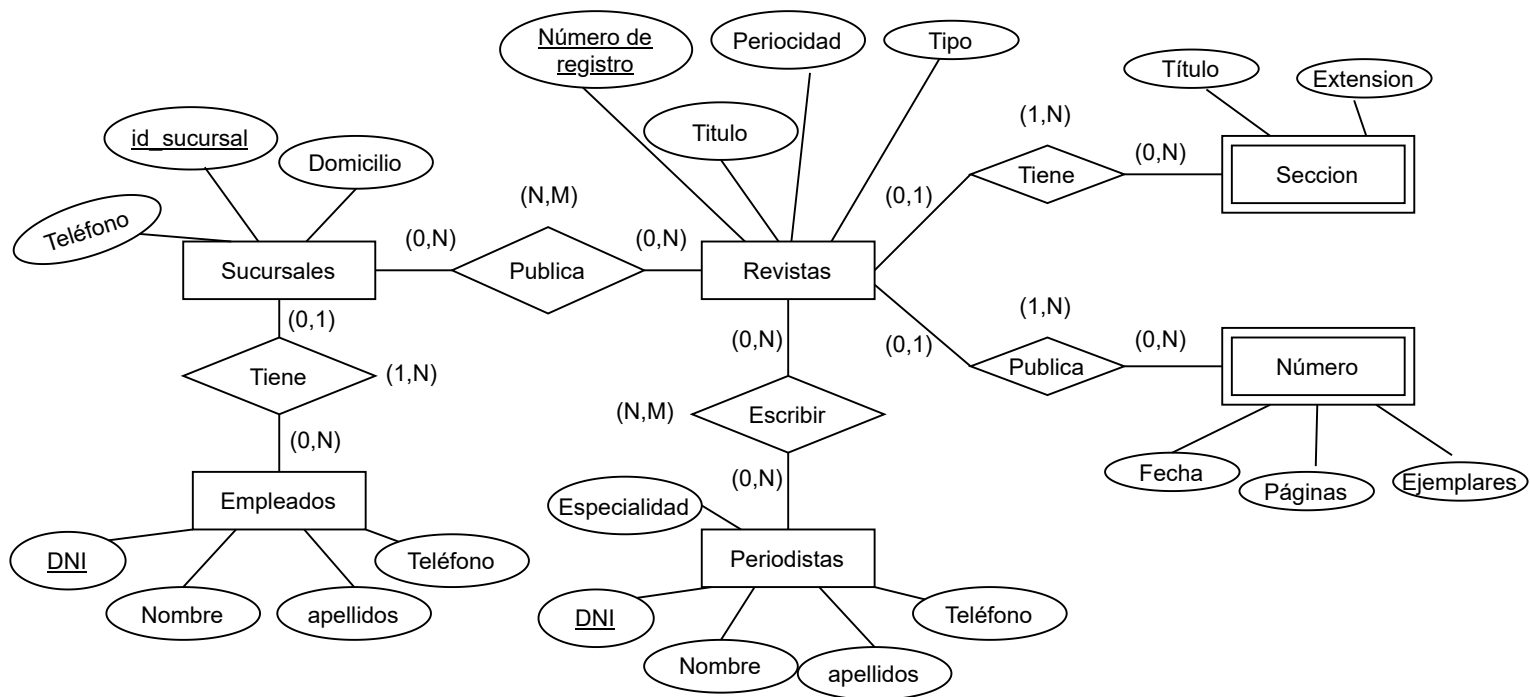 Número de
registro
Periocidad
Tipo
Título
Extension
id_sucursal
Domicilio
Titulo
(1,N)
(0,N)
Tiene
Seccion
Teléfono
(N,M)
(0,1)
(0,N)
(0,N)
Sucursales
Publica
Revistas
(1,N)
(0,1)
(0,N)
(0,N)
(0,1)
Publica
Número
Tiene
(1,N)
(N,M)
Escribir
(0,N)
(0,N)
Fecha
Páginas
Ejemplares
Empleados
Especialidad
DNI
Teléfono
Periodistas
Nombre
apellidos
DNI
Teléfono
Nombre
apellidos